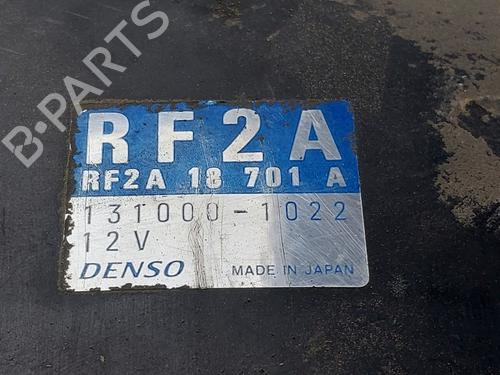 B-PARTS
RF2A
RF2A 18 701 A
131000-1022
12V
DENSO MADE IN JAPAN